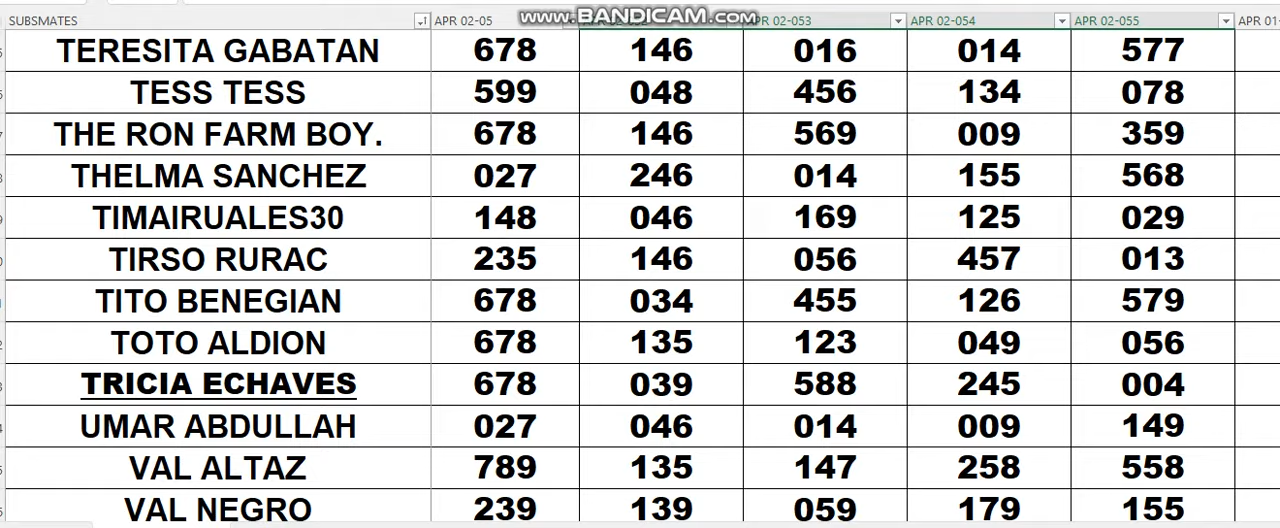 www.BANDICAM.com
SUBSMATES APR 02-05 APR 02-053 APR 02-054 APR 02-055 APR 01
TERESITA GABATAN 678 146 016 014 577
TESS TESS 599 048 456 134 078
THE RON FARM BOY. 678 146 569 009 359
THELMA SANCHEZ 027 246 014 155 568
TIMAIRUALES30 148 046 169 125 029
TIRSO RURAC 235 146 056 457 013
TITO BENEGIAN 678 034 455 126 579
TOTO ALDION 678 135 123 049 056
TRICIA ECHAVES 678 039 588 245 004
UMAR ABDULLAH 027 046 014 009 149
VAL ALTAZ 789 135 147 258 558
VAL NEGRO 239 139 059 179 155